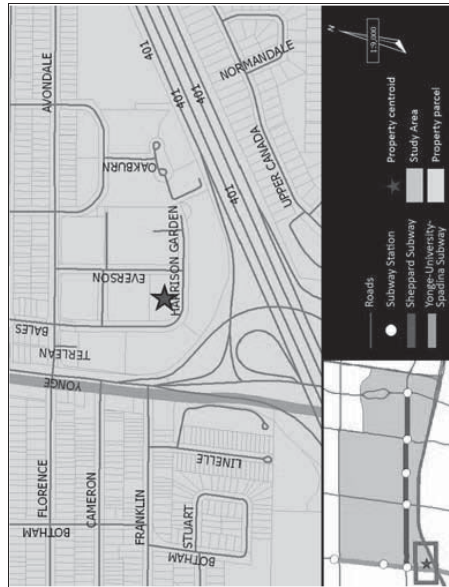 AVONDALE
OAKBURN
401
401
401
NORMANDALE
HARRISON GARDEN
EVERSON
UPPER CANADA
401
BALES
TERLEAN
YONGE
FLORENCE
CAMERON
FRANKLIN
LINELLE
STUART
BOTHAM
BOTHAM
N
1:9,000
Roads
Subway Station
Sheppard Subway
Yonge-University-
Spadina Subway
Property centroid
Study Area
Property parcel